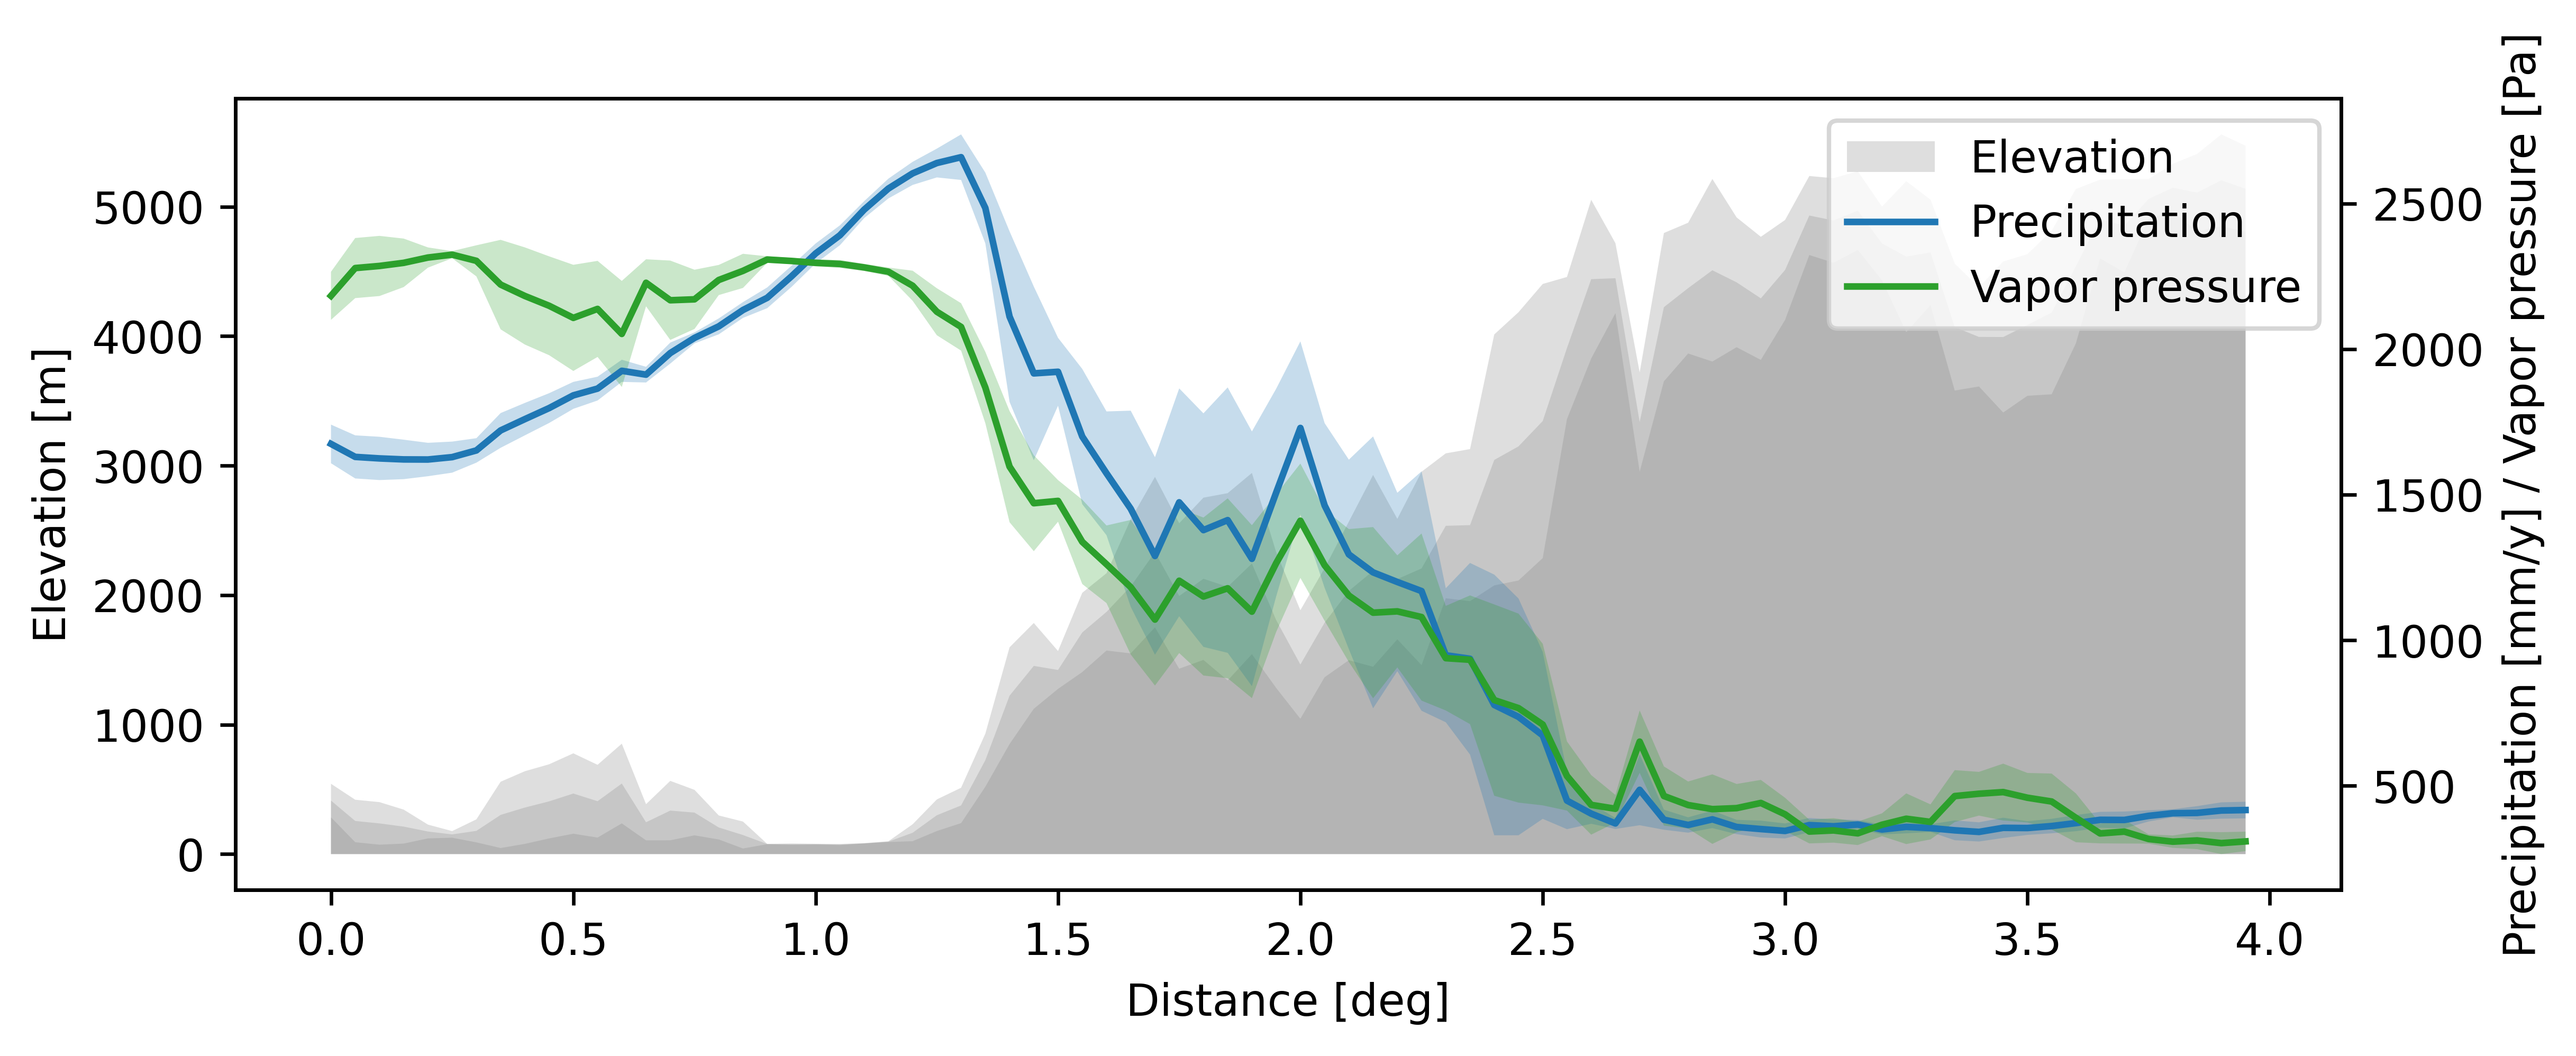 Elevation [m]
5000
4000
3000
2000
1000
0
Elevation
Precipitation
Vapor pressure
2500
2000
1500
1000
500
Precipitation [mm/y] / Vapor pressure [Pa]
0.0 0.5 1.0 1.5 2.0 2.5 3.0 3.5 4.0
Distance [deg]